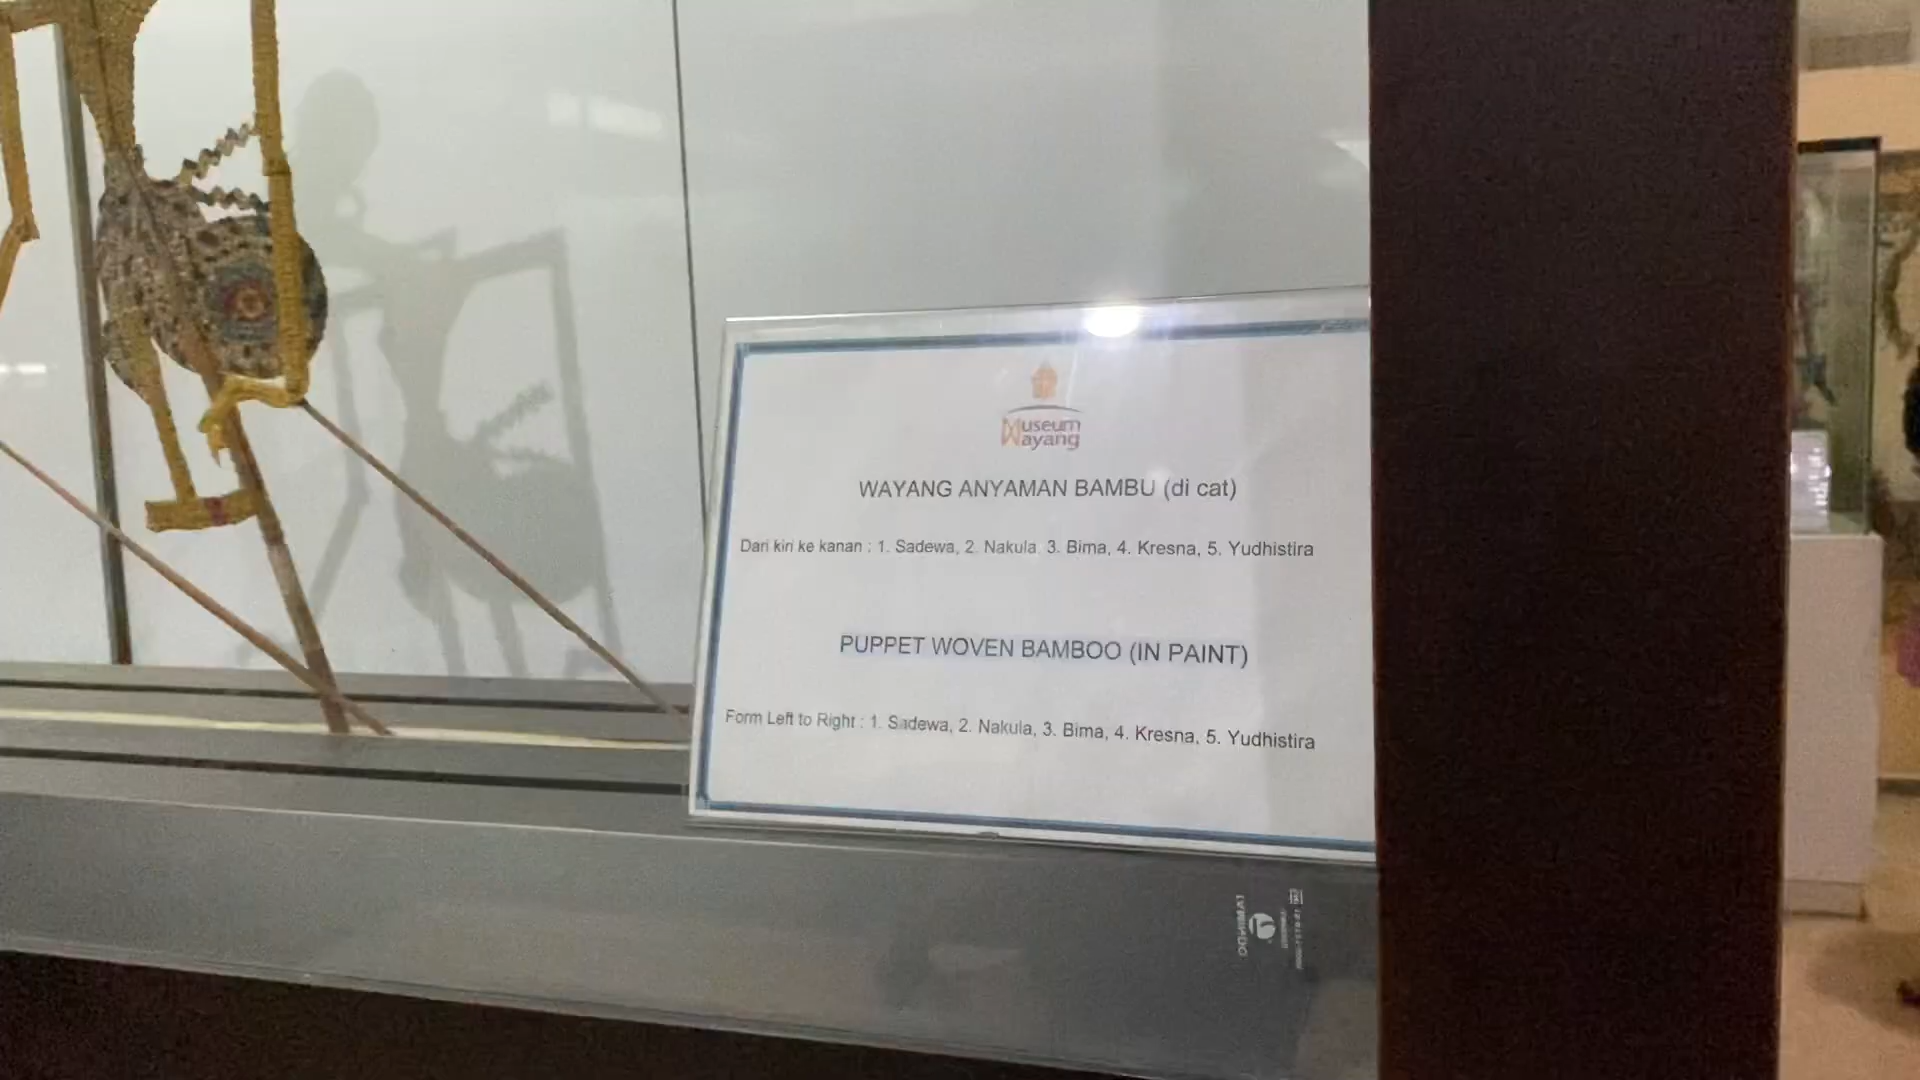 Museum
Wayang
WAYANG ANYAMAN BAMBU (di cat)
Dari kiri ke kanan : 1. Sadewa, 2. Nakula, 3. Bima, 4. Kresna, 5. Yudhistira
PUPPET WOVEN BAMBOO (IN PAINT)
Form Left to Right : 1. Sadewa, 2. Nakula, 3. Bima, 4. Kresna, 5. Yudhistira
TAMINDO